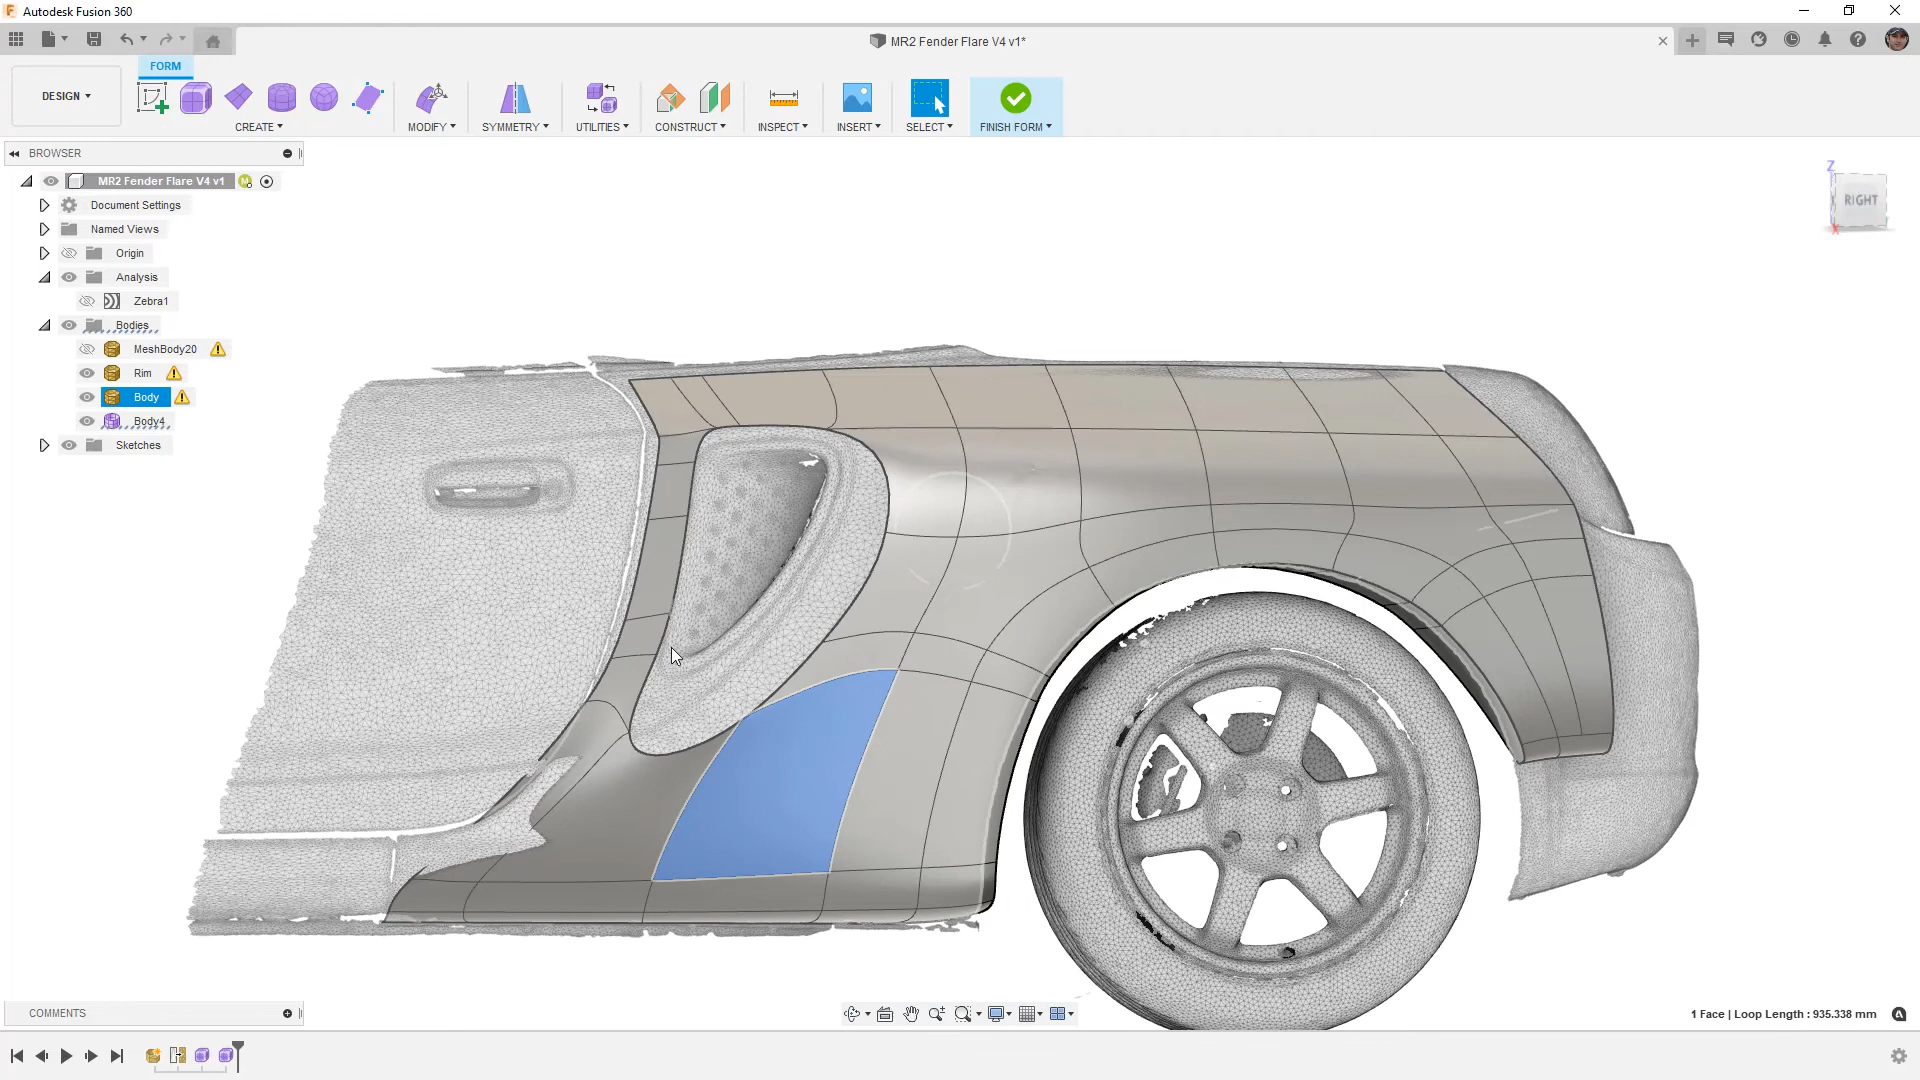 Autodesk Fusion 360
MR2 Fender Flare V4 v1*
FORM
DESIGN
CREATE
MODIFY
SYMMETRY
UTILITIES
CONSTRUCT
INSPECT
INSERT
SELECT
FINISH FORM
BROWSER
MR2 Fender Flare V4 v1
Document Settings
Named Views
Origin
Analysis
Zebra1
Bodies
MeshBody20
Rim
Body
Body4
Sketches
Z
RIGHT
X
COMMENTS
1 Face | Loop Length : 935.338 mm